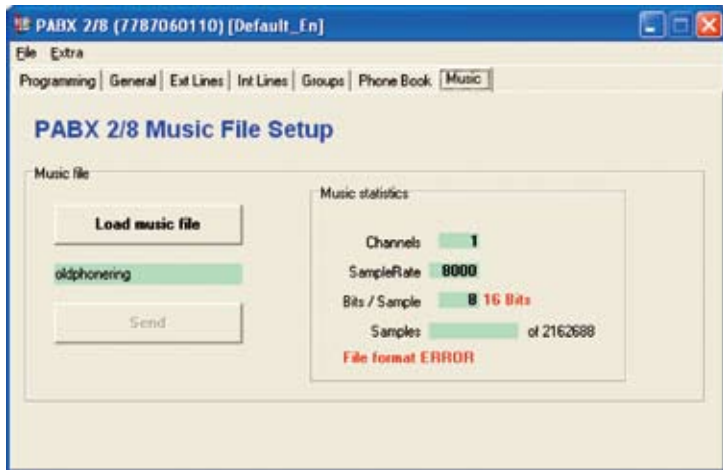 PABX 2/8 (7787060110) [Default_En]
File Extra
Programming General Ext Lines Int Lines Groups Phone Book Music
PABX 2/8 Music File Setup
Music file
Load music file
oldphonering
Send
Music statistics
Channels 1
SampleRate 8000
Bits / Sample 8 16 Bits
Samples of 2162688
File format ERROR